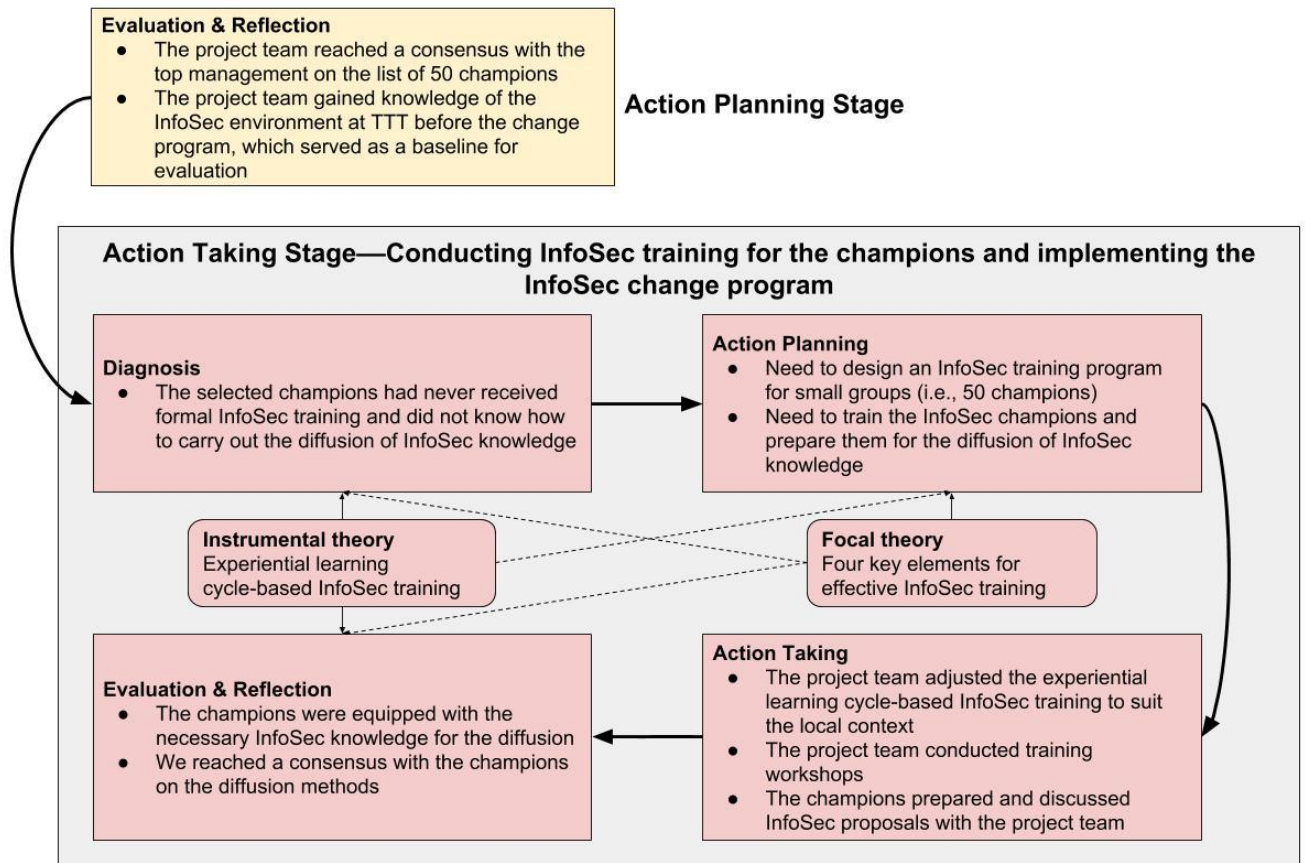 Evaluation & Reflection
● The project team reached a consensus with the
top management on the list of 50 champions
● The project team gained knowledge of the
InfoSec environment at TTT before the change
program, which served as a baseline for
evaluation
Action Planning Stage
Action Taking Stage—Conducting InfoSec training for the champions and implementing the
InfoSec change program
Diagnosis
● The selected champions had never received
formal InfoSec training and did not know how
to carry out the diffusion of InfoSec knowledge
Action Planning
● Need to design an InfoSec training program
for small groups (i.e., 50 champions)
● Need to train the InfoSec champions and
prepare them for the diffusion of InfoSec
knowledge
Instrumental theory
Experiential learning
cycle-based InfoSec training
Focal theory
Four key elements for
effective InfoSec training
Evaluation & Reflection
● The champions were equipped with the
necessary InfoSec knowledge for the diffusion
● We reached a consensus with the champions
on the diffusion methods
Action Taking
● The project team adjusted the experiential
learning cycle-based InfoSec training to suit
the local context
● The project team conducted training
workshops
● The champions prepared and discussed
InfoSec proposals with the project team